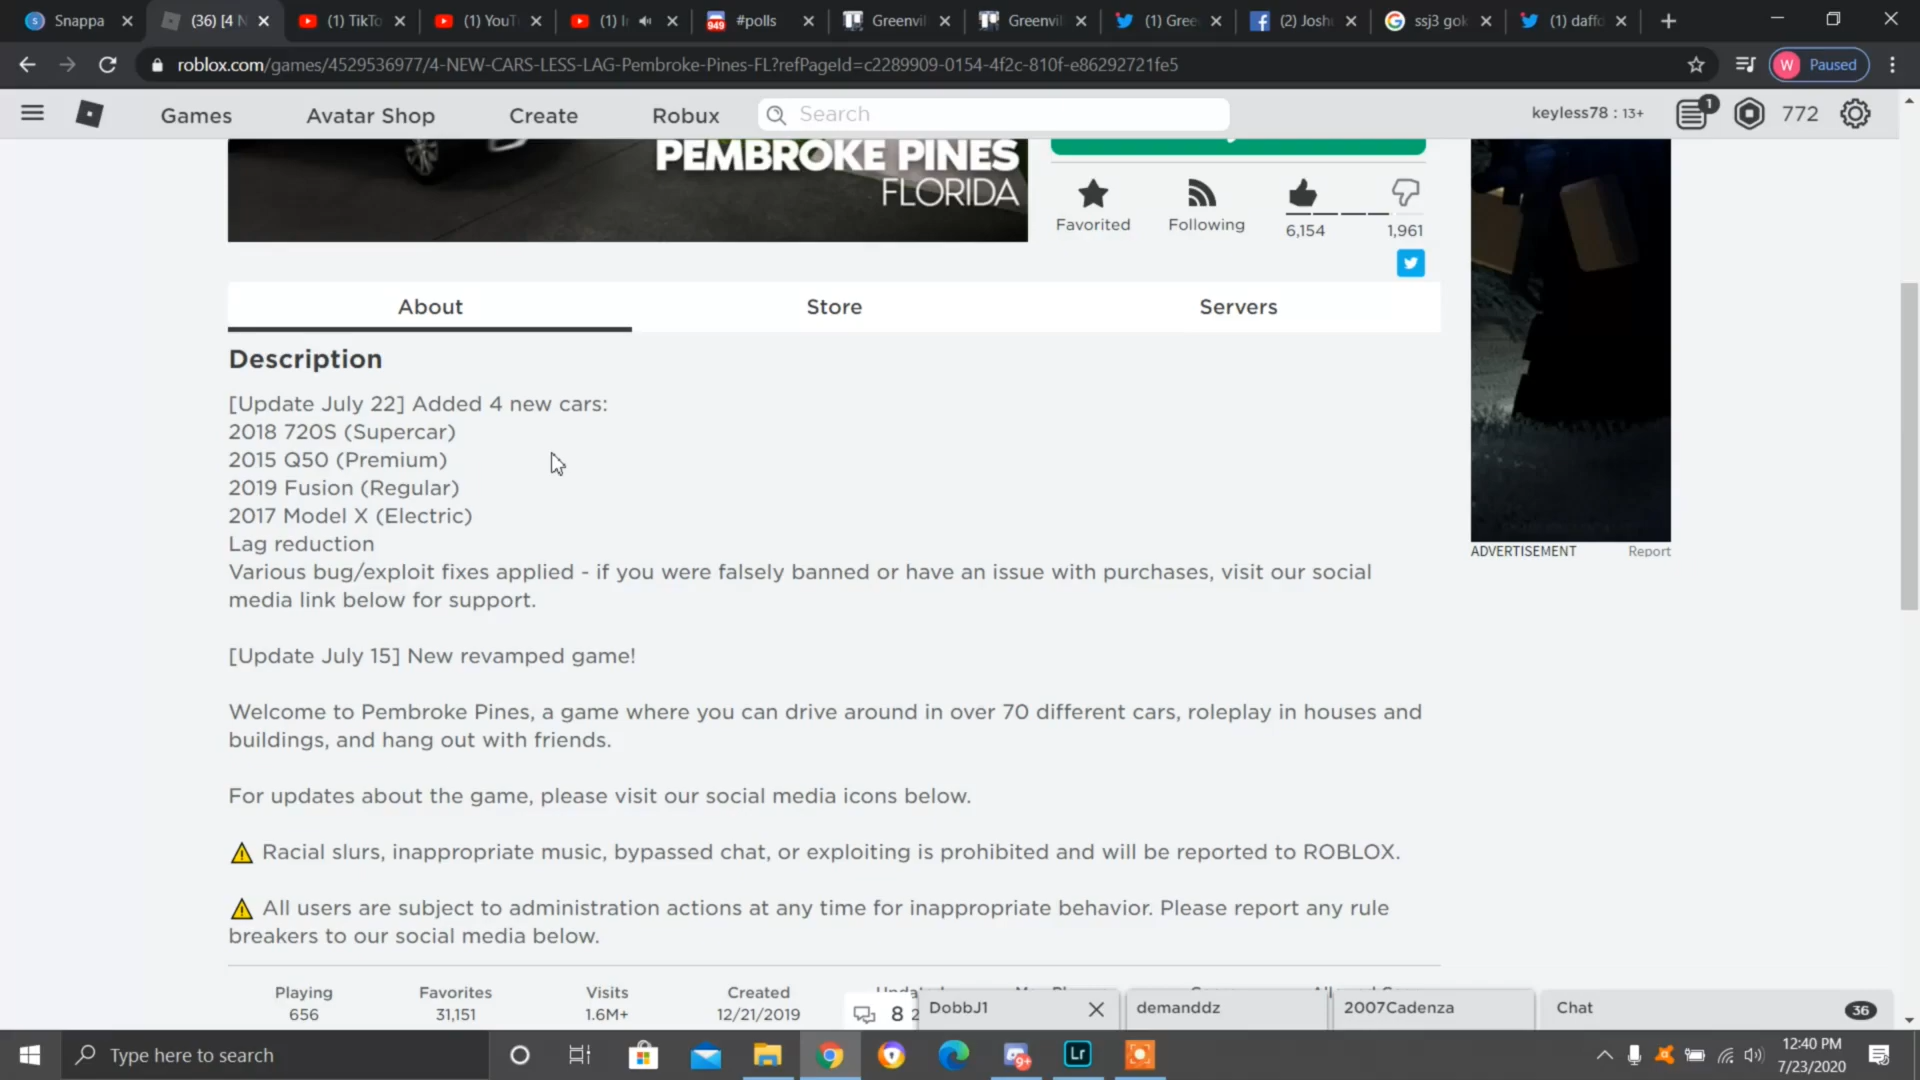 Snappa
(36) [4 N
(1) TikTo
(1) YouT
(1) I
#polls
Greenvil
Greenvil
(1) Gree
(2) Josh
ssj3 gok
(1) daffo
roblox.com/games/4529536977/4-NEW-CARS-LESS-LAG-Pembroke-Pines-FL?refPageId=c2289909-0154-4f2c-810f-e86292721fe5
W Paused
Games
Avatar Shop
Create
Robux
Search
keyless78 : 13+
1
772
PEMBROKE PINES
FLORIDA
Favorited
Following
6,154
1,961
About
Store
Servers
Description
[Update July 22] Added 4 new cars:
2018 720S (Supercar)
2015 Q50 (Premium)
2019 Fusion (Regular)
2017 Model X (Electric)
Lag reduction
Various bug/exploit fixes applied - if you were falsely banned or have an issue with purchases, visit our social
media link below for support.
[Update July 15] New revamped game!
Welcome to Pembroke Pines, a game where you can drive around in over 70 different cars, roleplay in houses and
buildings, and hang out with friends.
For updates about the game, please visit our social media icons below.
⚠ Racial slurs, inappropriate music, bypassed chat, or exploiting is prohibited and will be reported to ROBLOX.
⚠ All users are subject to administration actions at any time for inappropriate behavior. Please report any rule
breakers to our social media below.
ADVERTISEMENT
Report
Playing
656
Favorites
31,151
Visits
1.6M+
Created
12/21/2019
8
DobbJ1
demanddz
2007Cadenza
Chat
36
Type here to search
9+
Lr
12:40 PM
7/23/2020